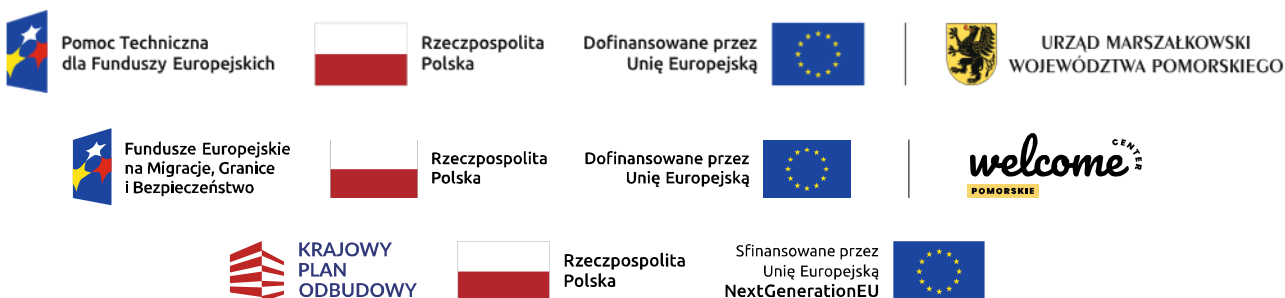 Pomoc Techniczna
dla Funduszy Europejskich
Rzeczpospolita
Polska
Dofinansowane przez
Unię Europejską
URZĄD MARSZAŁKOWSKI
WOJEWÓDZTWA POMORSKIEGO
Fundusze Europejskie
na Migracje, Granice
i Bezpieczeństwo
Rzeczpospolita
Polska
Dofinansowane przez
Unię Europejską
welcome
CENTER
POMORSKIE
KRAJOWY
PLAN
ODBUDOWY
Rzeczpospolita
Polska
Sfinansowane przez
Unię Europejską
NextGenerationEU